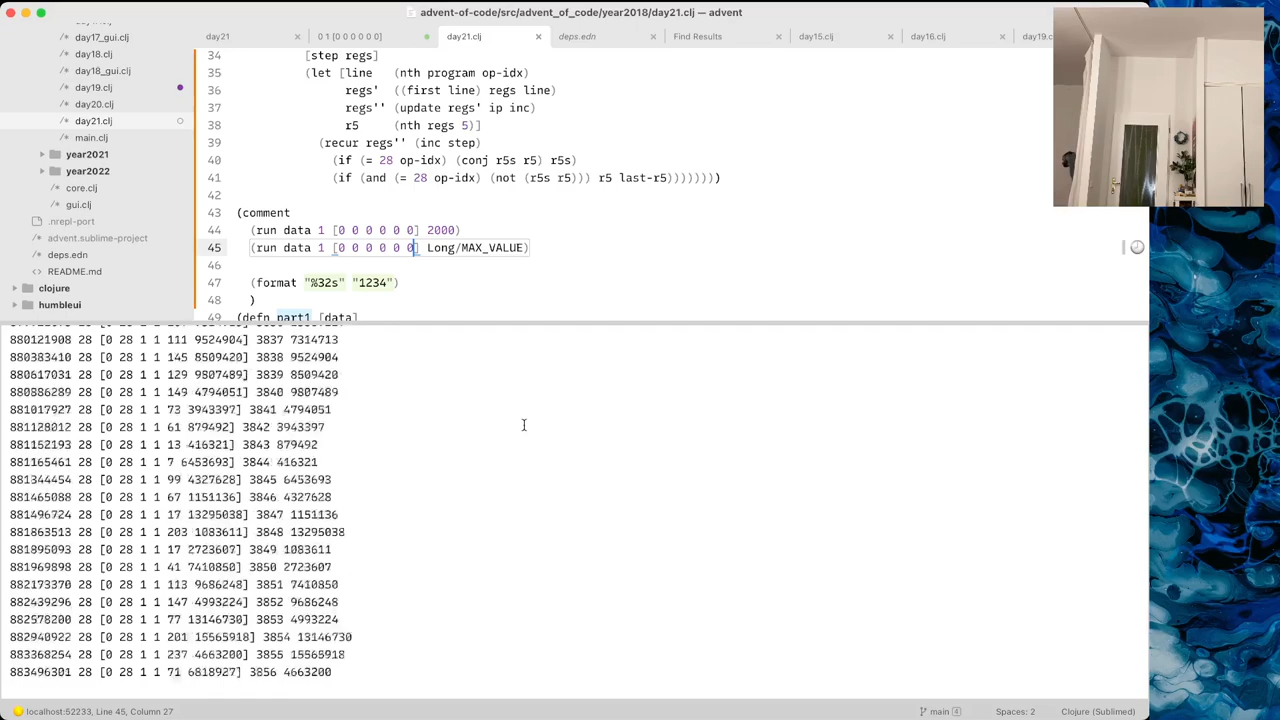 advent-of-code/src/advent_of_code/year2018/day21.clj — advent
day17_gui.clj
day18.clj
day18_gui.clj
day19.clj
day20.clj
day21.clj
main.clj
year2021
year2022
core.clj
gui.clj
.nrepl-port
advent.sublime-project
deps.edn
README.md
clojure
humbleui
day21
0 1 [0 0 0 0 0 0]
day21.clj
deps.edn
Find Results
day15.clj
day16.clj
34 [step regs]
35 (let [line (nth program op-idx)
36 regs' ((first line) regs line)
37 regs'' (update regs' ip inc)
38 r5 (nth regs 5)]
39 (recur regs'' (inc step)
40 (if (= 28 op-idx) (conj r5s r5) r5s)
41 (if (and (= 28 op-idx) (not (r5s r5))) r5 last-r5)))))))
42
43 (comment
44 (run data 1 [0 0 0 0 0 0] 2000)
45 (run data 1 [0 0 0 0 0 0] Long/MAX_VALUE)
46
47 (format "%32s" "1234")
48 )
49 (defn part1 [data]
880121908 28 [0 28 1 1 111 9524904] 3837 7314713
880383410 28 [0 28 1 1 145 8509420] 3838 9524904
880617031 28 [0 28 1 1 129 9807489] 3839 8509420
880886289 28 [0 28 1 1 149 4794051] 3840 9807489
881017927 28 [0 28 1 1 73 3943397] 3841 4794051
881128012 28 [0 28 1 1 61 879492] 3842 3943397
881152193 28 [0 28 1 1 13 416321] 3843 879492
881165461 28 [0 28 1 1 7 6453693] 3844 416321
881344454 28 [0 28 1 1 99 4327628] 3845 6453693
881465088 28 [0 28 1 1 67 1151136] 3846 4327628
881496724 28 [0 28 1 1 17 13295038] 3847 1151136
881863513 28 [0 28 1 1 203 1083611] 3848 13295038
881895093 28 [0 28 1 1 17 2723607] 3849 1083611
881969898 28 [0 28 1 1 41 7410850] 3850 2723607
882173370 28 [0 28 1 1 113 9686248] 3851 7410850
882439296 28 [0 28 1 1 147 4993224] 3852 9686248
882578200 28 [0 28 1 1 77 13146730] 3853 4993224
882940922 28 [0 28 1 1 201 15565918] 3854 13146730
883368254 28 [0 28 1 1 237 4663200] 3855 15565918
883496301 28 [0 28 1 1 71 6818927] 3856 4663200
localhost:52233, Line 45, Column 27
main 4
Spaces: 2
Clojure (Sublimed)